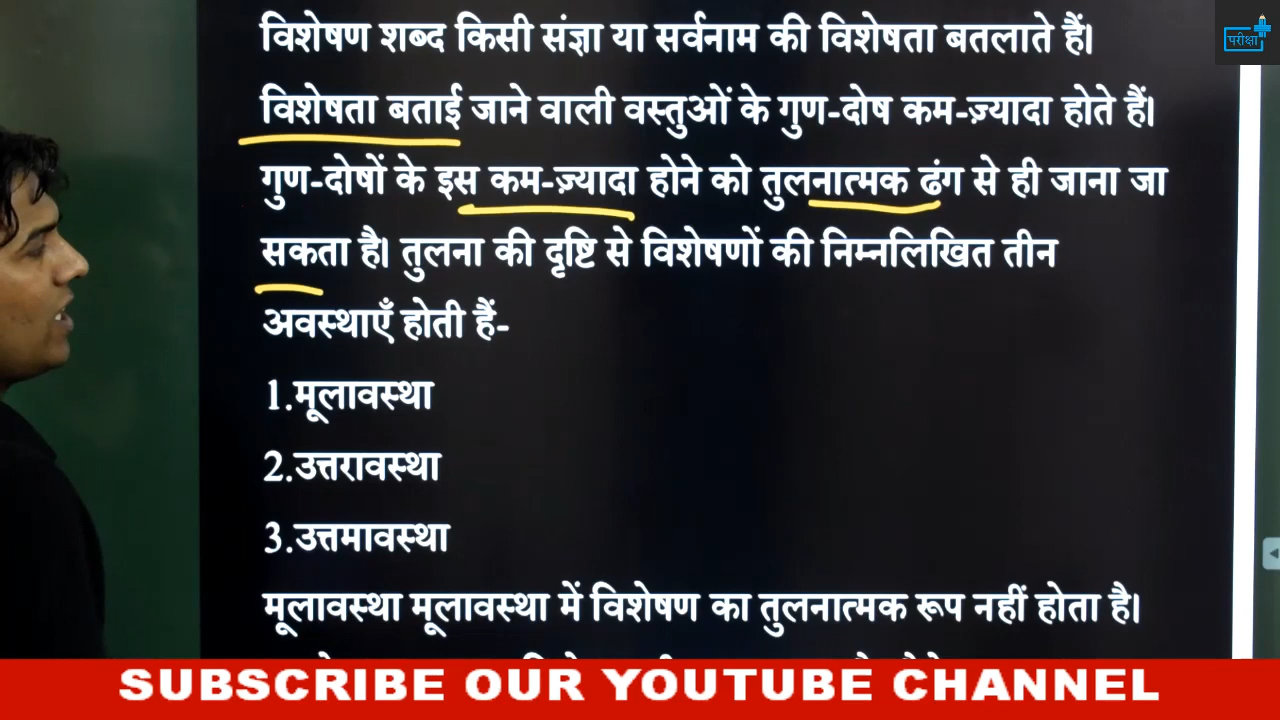 विशेषण शब्द किसी संज्ञा या सर्वनाम की विशेषता बतलाते हैं।
परीक्षा
विशेषता बताई जाने वाली वस्तुओं के गुण-दोष कम-ज़्यादा होते हैं।
गुण-दोषों के इस कम-ज़्यादा होने को तुलनात्मक ढंग से ही जाना जा
सकता है। तुलना की दृष्टि से विशेषणों की निम्नलिखित तीन
अवस्थाएँ होती हैं-
1.मूलावस्था
2.उत्तरावस्था
3.उत्तमावस्था
मूलावस्था मूलावस्था में विशेषण का तुलनात्मक रूप नहीं होता है।
SUBSCRIBE OUR YOUTUBE CHANNEL